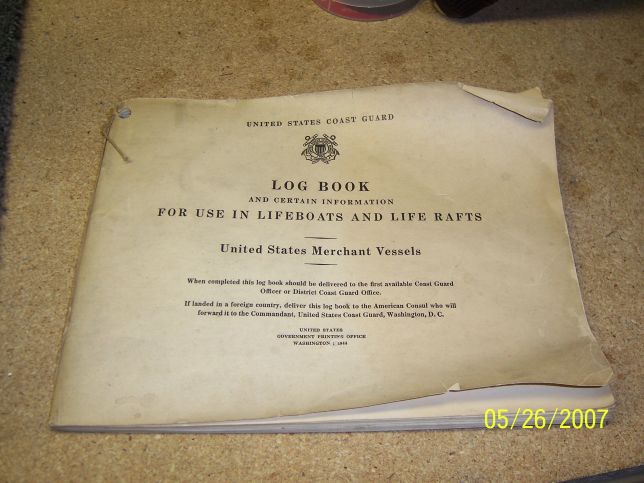 UNITED STATES COAST GUARD
LOG BOOK
AND CERTAIN INFORMATION
FOR USE IN LIFEBOATS AND LIFE RAFTS
United States Merchant Vessels
When completed this log book should be delivered to the first available Coast Guard
Officer or District Coast Guard Office.
If landed in a foreign country, deliver this log book to the American Consul who will
forward it to the Commandant, United States Coast Guard, Washington, D. C.
UNITED STATES
GOVERNMENT PRINTING OFFICE
WASHINGTON : 1944
05/26/2007